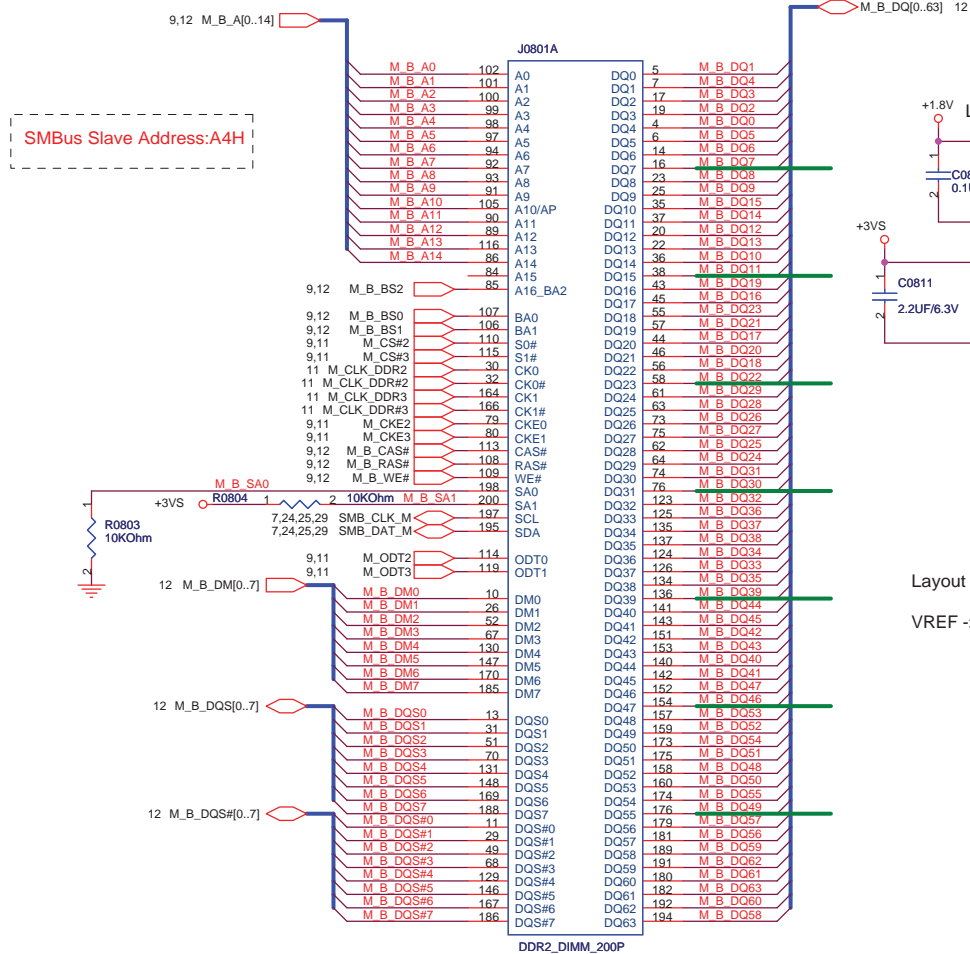 9,12 M_B_A[0..14]
M_B_DQ[0..63] 12
J0801A
SMBus Slave Address:A4H
M_B_A0 102 A0 DQ0 5 M_B_DQ1
M_B_A1 101 A1 DQ1 7 M_B_DQ4
M_B_A2 100 A2 DQ2 17 M_B_DQ3
M_B_A3 99 A3 DQ3 19 M_B_DQ2
M_B_A4 98 A4 DQ4 4 M_B_DQ0
M_B_A5 97 A5 DQ5 6 M_B_DQ5
M_B_A6 94 A6 DQ6 14 M_B_DQ6
M_B_A7 92 A7 DQ7 16 M_B_DQ7
M_B_A8 93 A8 DQ8 23 M_B_DQ8
M_B_A9 91 A9 DQ9 25 M_B_DQ9
M_B_A10 105 A10/AP DQ10 35 M_B_DQ15
M_B_A11 90 A11 DQ11 37 M_B_DQ14
M_B_A12 89 A12 DQ12 20 M_B_DQ12
M_B_A13 116 A13 DQ13 22 M_B_DQ13
M_B_A14 86 A14 DQ14 36 M_B_DQ10
84 A15 DQ15 38 M_B_DQ11
9,12 M_B_BS2 85 A16_BA2 DQ16 43 M_B_DQ19
DQ17 45 M_B_DQ16
9,12 M_B_BS0 107 BA0 DQ18 55 M_B_DQ23
9,12 M_B_BS1 106 BA1 DQ19 57 M_B_DQ21
9,11 M_CS#2 110 S0# DQ20 44 M_B_DQ17
9,11 M_CS#3 115 S1# DQ21 46 M_B_DQ20
11 M_CLK_DDR2 30 CK0 DQ22 56 M_B_DQ18
11 M_CLK_DDR#2 32 CK0# DQ23 58 M_B_DQ22
11 M_CLK_DDR3 164 CK1 DQ24 61 M_B_DQ29
11 M_CLK_DDR#3 166 CK1# DQ25 63 M_B_DQ28
9,11 M_CKE2 79 CKE0 DQ26 73 M_B_DQ26
9,11 M_CKE3 80 CKE1 DQ27 75 M_B_DQ27
9,12 M_B_CAS# 113 CAS# DQ28 62 M_B_DQ25
9,12 M_B_RAS# 108 RAS# DQ29 64 M_B_DQ24
9,12 M_B_WE# 109 WE# DQ30 74 M_B_DQ31
M_B_SA0 198 SA0 DQ31 76 M_B_DQ30
+3VS R0804 1 2 10KOhm M_B_SA1 200 SA1 DQ32 123 M_B_DQ32
7,24,25,29 SMB_CLK_M 197 SCL DQ33 125 M_B_DQ36
7,24,25,29 SMB_DAT_M 195 SDA DQ34 135 M_B_DQ37
1 R0803 10KOhm 2
DQ35 137 M_B_DQ38
9,11 M_ODT2 114 ODT0 DQ36 124 M_B_DQ34
9,11 M_ODT3 119 ODT1 DQ37 126 M_B_DQ33
12 M_B_DM[0..7] DQ38 134 M_B_DQ35
M_B_DM0 10 DM0 DQ39 136 M_B_DQ39
M_B_DM1 26 DM1 DQ40 141 M_B_DQ44
M_B_DM2 52 DM2 DQ41 143 M_B_DQ45
M_B_DM3 67 DM3 DQ42 151 M_B_DQ42
M_B_DM4 130 DM4 DQ43 153 M_B_DQ43
M_B_DM5 147 DM5 DQ44 140 M_B_DQ40
M_B_DM6 170 DM6 DQ45 142 M_B_DQ41
M_B_DM7 185 DM7 DQ46 152 M_B_DQ47
12 M_B_DQS[0..7] DQ47 154 M_B_DQ46
M_B_DQS0 13 DQS0 DQ48 157 M_B_DQ53
M_B_DQS1 31 DQS1 DQ49 159 M_B_DQ52
M_B_DQS2 51 DQS2 DQ50 173 M_B_DQ54
M_B_DQS3 70 DQS3 DQ51 175 M_B_DQ51
M_B_DQS4 131 DQS4 DQ52 158 M_B_DQ48
M_B_DQS5 148 DQS5 DQ53 160 M_B_DQ50
M_B_DQS6 169 DQS6 DQ54 174 M_B_DQ55
M_B_DQS7 188 DQS7 DQ55 176 M_B_DQ49
12 M_B_DQS#[0..7]
M_B_DQS#0 11 DQS#0 DQ56 179 M_B_DQ57
M_B_DQS#1 29 DQS#1 DQ57 181 M_B_DQ56
M_B_DQS#2 49 DQS#2 DQ58 189 M_B_DQ59
M_B_DQS#3 68 DQS#3 DQ59 191 M_B_DQ62
M_B_DQS#4 129 DQS#4 DQ60 180 M_B_DQ61
M_B_DQS#5 146 DQS#5 DQ61 182 M_B_DQ63
M_B_DQS#6 167 DQS#6 DQ62 192 M_B_DQ60
M_B_DQS#7 186 DQS#7 DQ63 194 M_B_DQ58
DDR2_DIMM_200P
+1.8V
1
2
+3VS
1 C0811
2.2UF/6.3V
2
Layout
VREF -